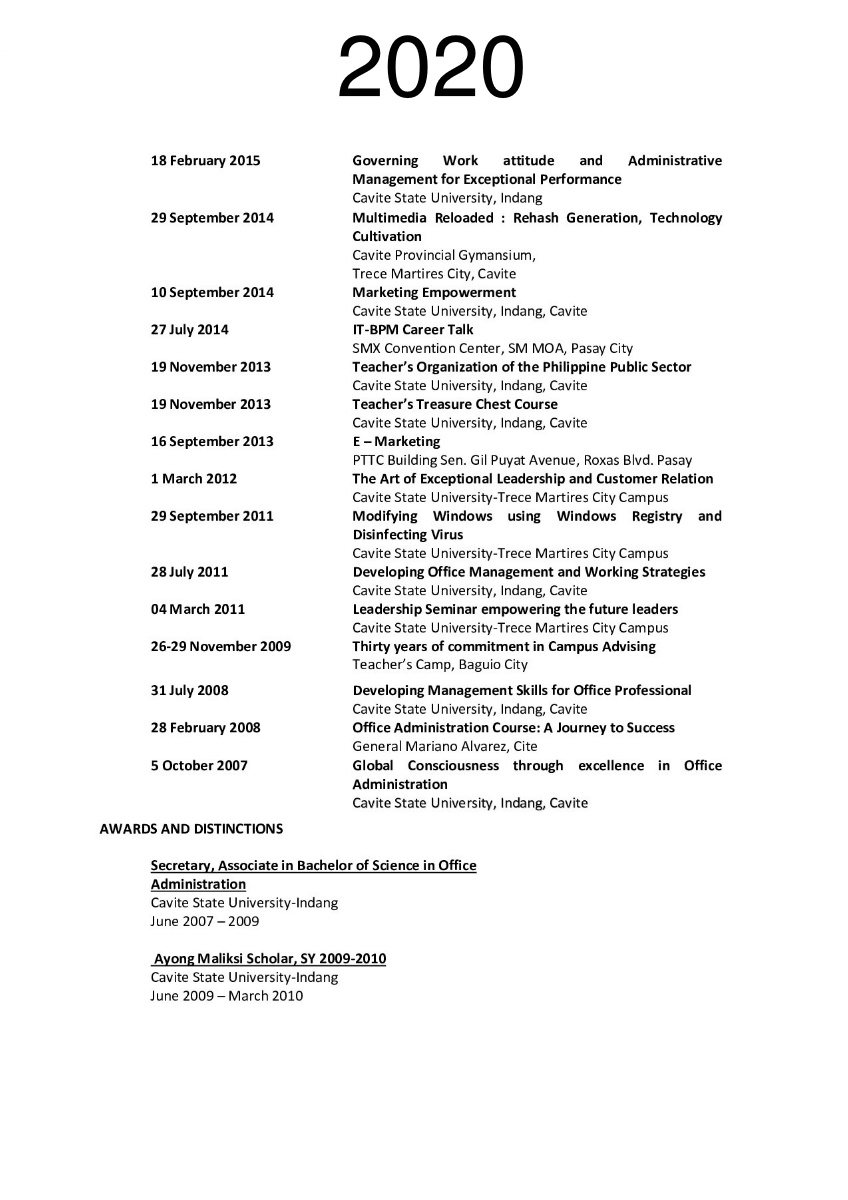 2020
18 February 2015 Governing Work attitude and Administrative
Management for Exceptional Performance
Cavite State University, Indang
29 September 2014 Multimedia Reloaded : Rehash Generation, Technology
Cultivation
Cavite Provincial Gymansium,
Trece Martires City, Cavite
10 September 2014 Marketing Empowerment
Cavite State University, Indang, Cavite
27 July 2014 IT-BPM Career Talk
SMX Convention Center, SM MOA, Pasay City
19 November 2013 Teacher’s Organization of the Philippine Public Sector
Cavite State University, Indang, Cavite
19 November 2013 Teacher’s Treasure Chest Course
Cavite State University, Indang, Cavite
16 September 2013 E – Marketing
PTTC Building Sen. Gil Puyat Avenue, Roxas Blvd. Pasay
1 March 2012 The Art of Exceptional Leadership and Customer Relation
Cavite State University-Trece Martires City Campus
29 September 2011 Modifying Windows using Windows Registry and
Disinfecting Virus
Cavite State University-Trece Martires City Campus
28 July 2011 Developing Office Management and Working Strategies
Cavite State University, Indang, Cavite
04 March 2011 Leadership Seminar empowering the future leaders
Cavite State University-Trece Martires City Campus
26-29 November 2009 Thirty years of commitment in Campus Advising
Teacher’s Camp, Baguio City
31 July 2008 Developing Management Skills for Office Professional
Cavite State University, Indang, Cavite
28 February 2008 Office Administration Course: A Journey to Success
General Mariano Alvarez, Cite
5 October 2007 Global Consciousness through excellence in Office
Administration
Cavite State University, Indang, Cavite
AWARDS AND DISTINCTIONS
Secretary, Associate in Bachelor of Science in Office
Administration
Cavite State University-Indang
June 2007 – 2009
Ayong Maliksi Scholar, SY 2009-2010
Cavite State University-Indang
June 2009 – March 2010